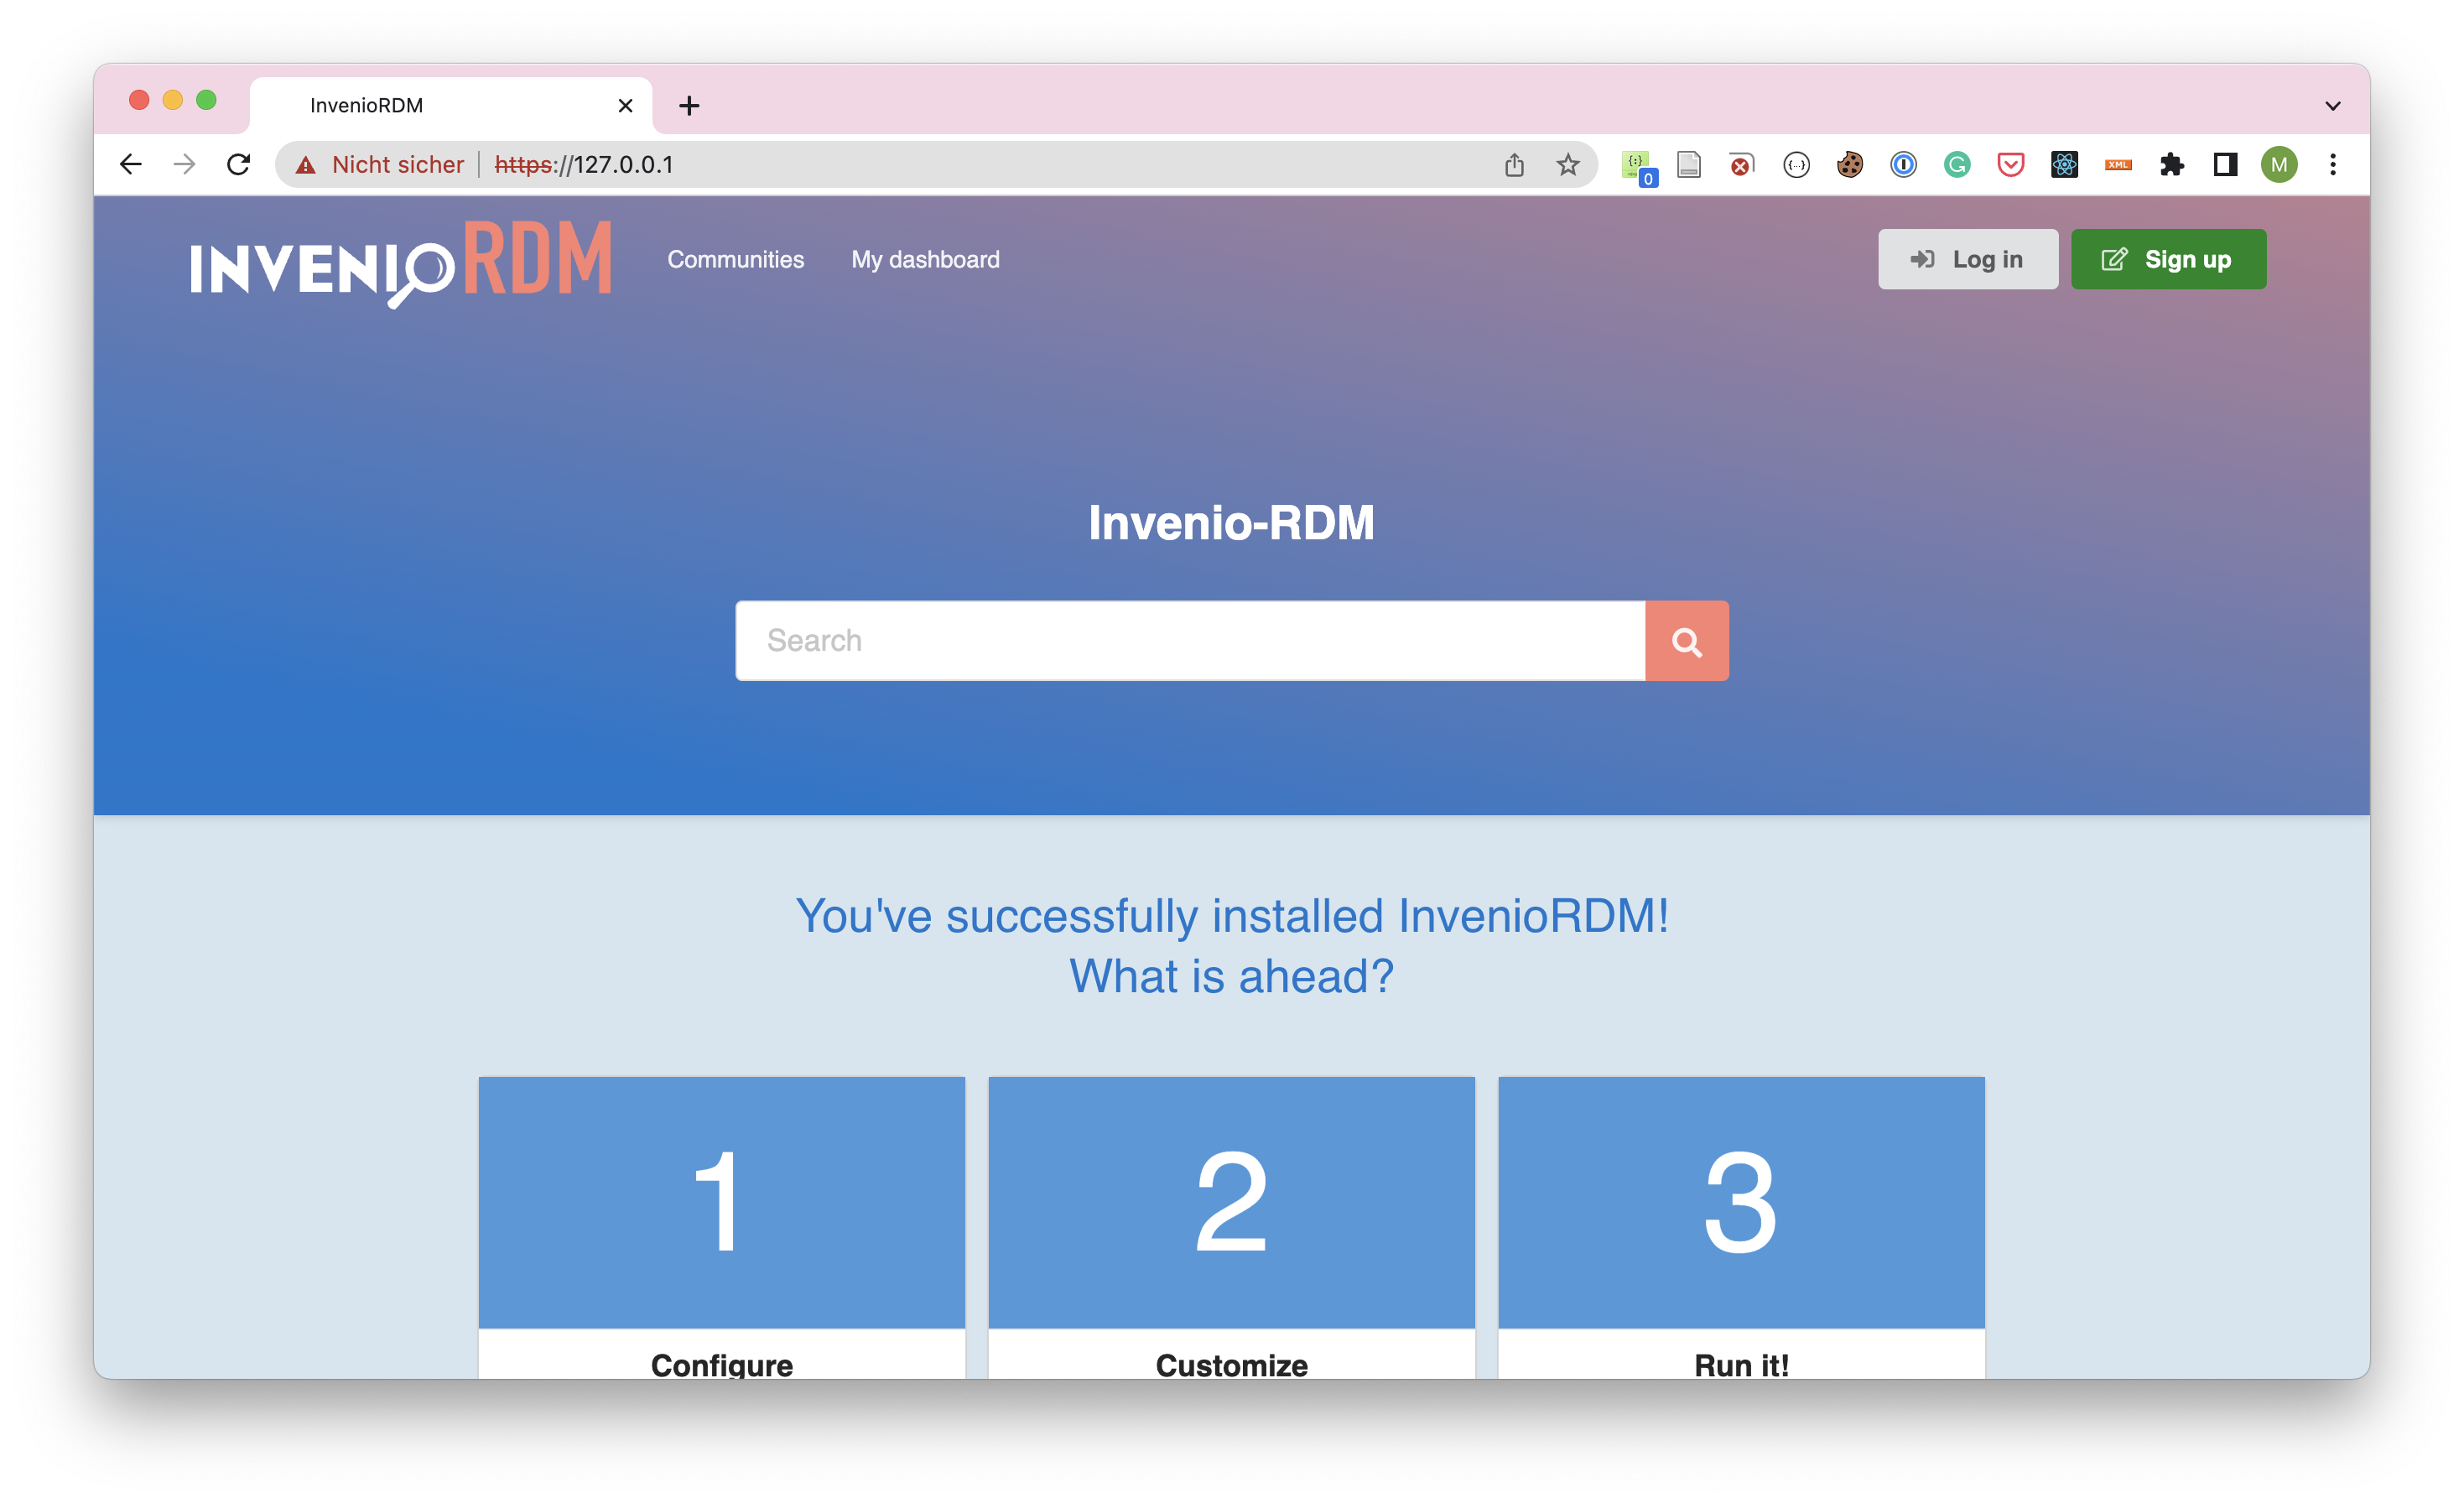 InvenioRDM
Nicht sicher | https://127.0.0.1
{:}
0
{...}
G
XML
M
INVENIO RDM
Communities
My dashboard
Log in
Sign up
Invenio-RDM
Search
You've successfully installed InvenioRDM!
What is ahead?
1
2
3
Configure
Customize
Run it!